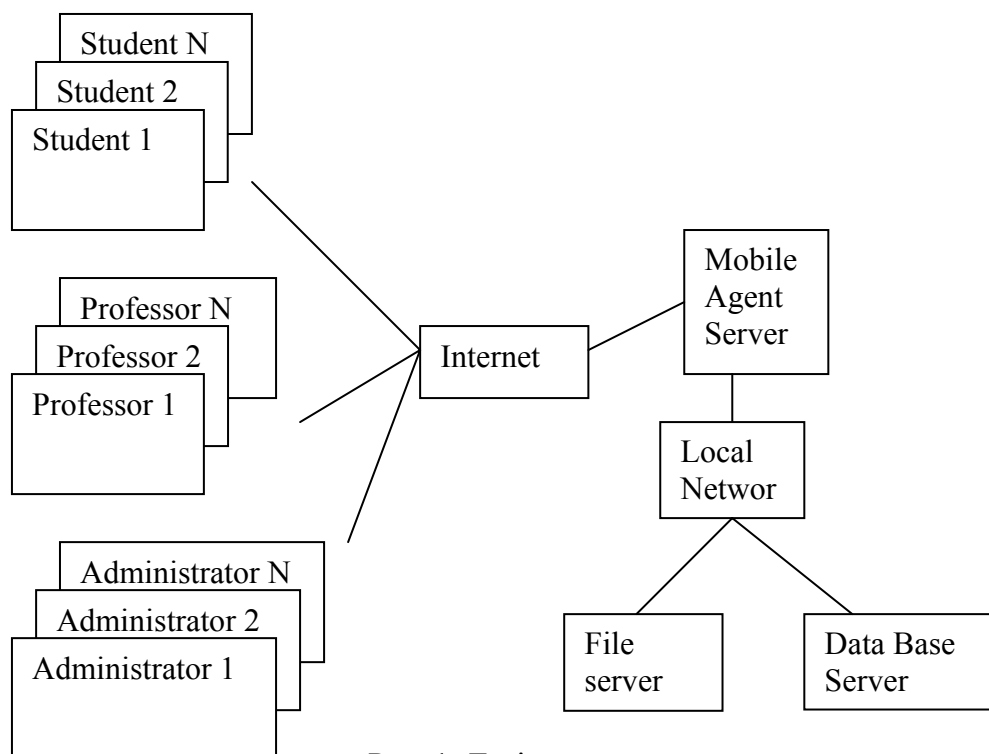 Student N
Student 2
Student 1
Professor N
Professor 2
Professor 1
Administrator N
Administrator 2
Administrator 1
Internet
Mobile
Agent
Server
Local
Networ
File
server
Data Base
Server